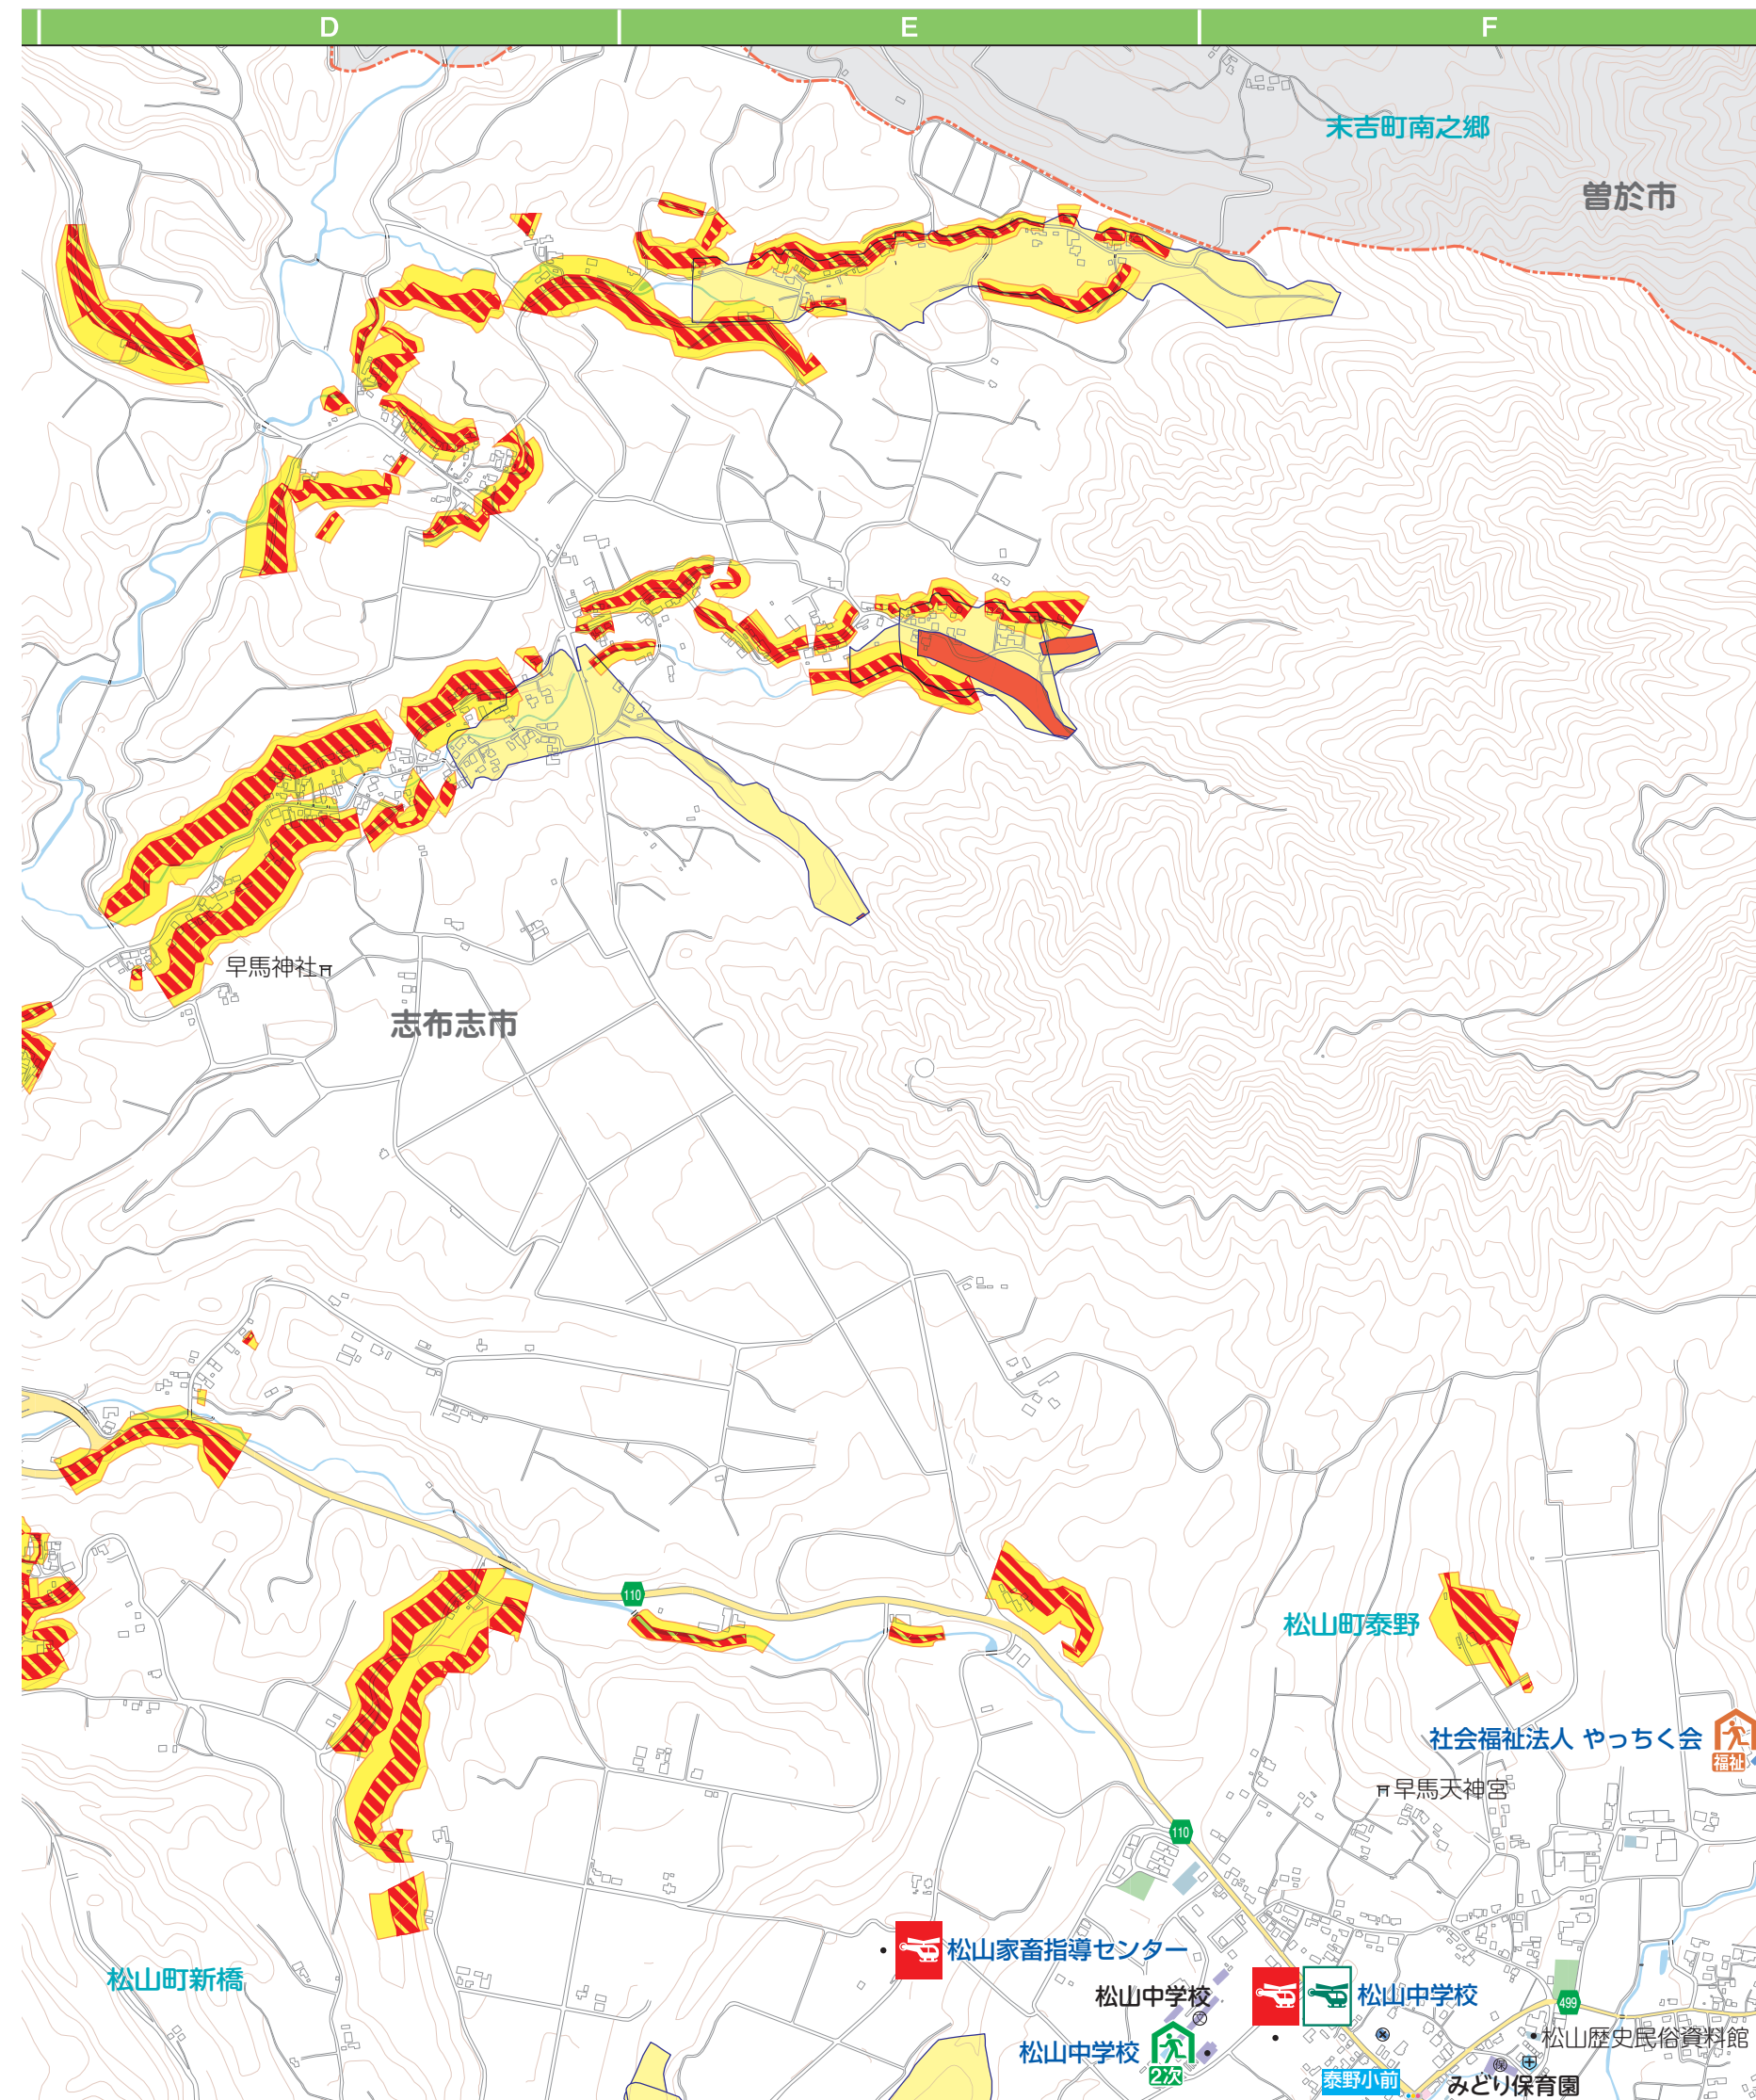 D
E
F
末吉町南之郷
曽於市
早馬神社
志布志市
110
松山町泰野
社会福祉法人 やっちく会
福祉
早馬天神宮
110
松山家畜指導センター
松山町新橋
松山中学校
松山中学校
499
松山歴史民俗資料館
松山中学校
2次
文
保
泰野小前
みどり保育園